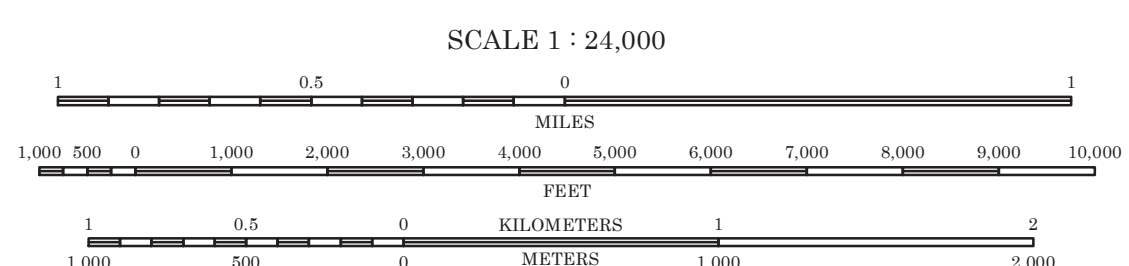 SCALE 1 : 24,000
1 0.5 0 1
MILES
1,000 500 0 1,000 2,000 3,000 4,000 5,000 6,000 7,000 8,000 9,000 10,000
FEET
1 0.5 0 KILOMETERS 1 2
1,000 500 0 METERS 1,000 2,000